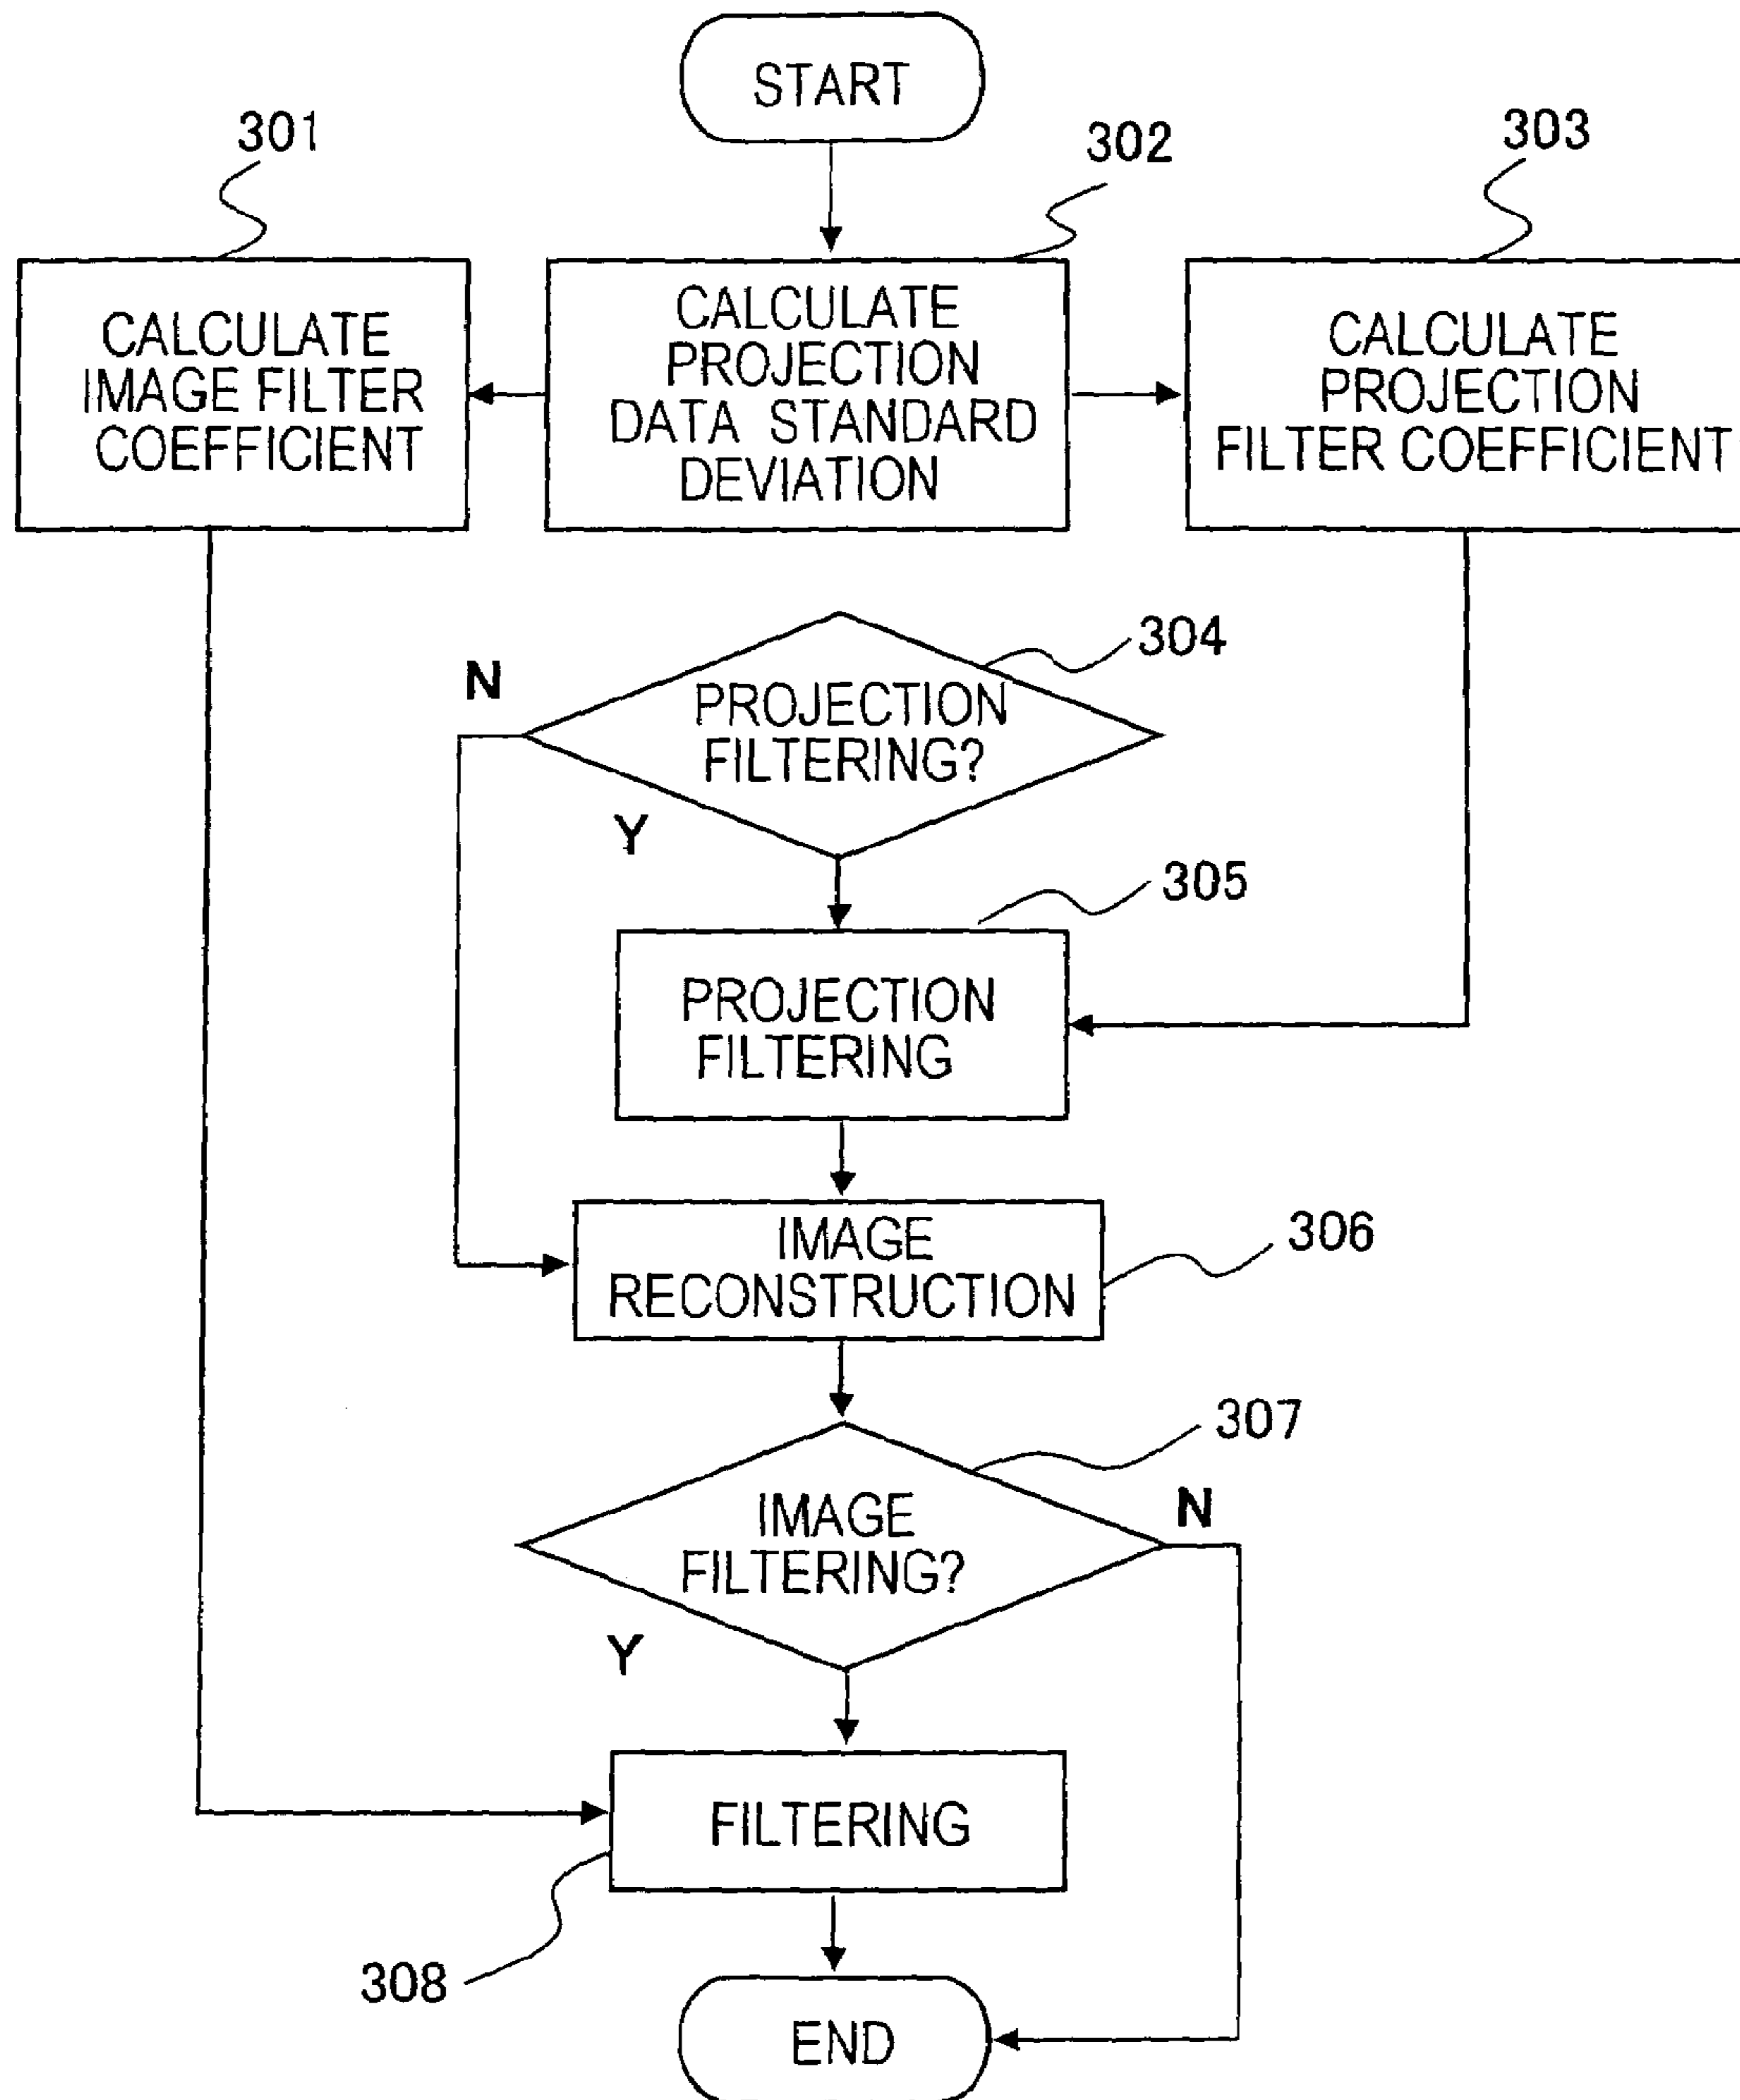 START
301
302
303
CALCULATE
IMAGE FILTER
COEFFICIENT
CALCULATE
PROJECTION
DATA STANDARD
DEVIATION
CALCULATE
PROJECTION
FILTER COEFFICIENT
304
N
PROJECTION
FILTERING?
Y
305
PROJECTION
FILTERING
306
IMAGE
RECONSTRUCTION
307
IMAGE
FILTERING?
N
Y
FILTERING
308
END